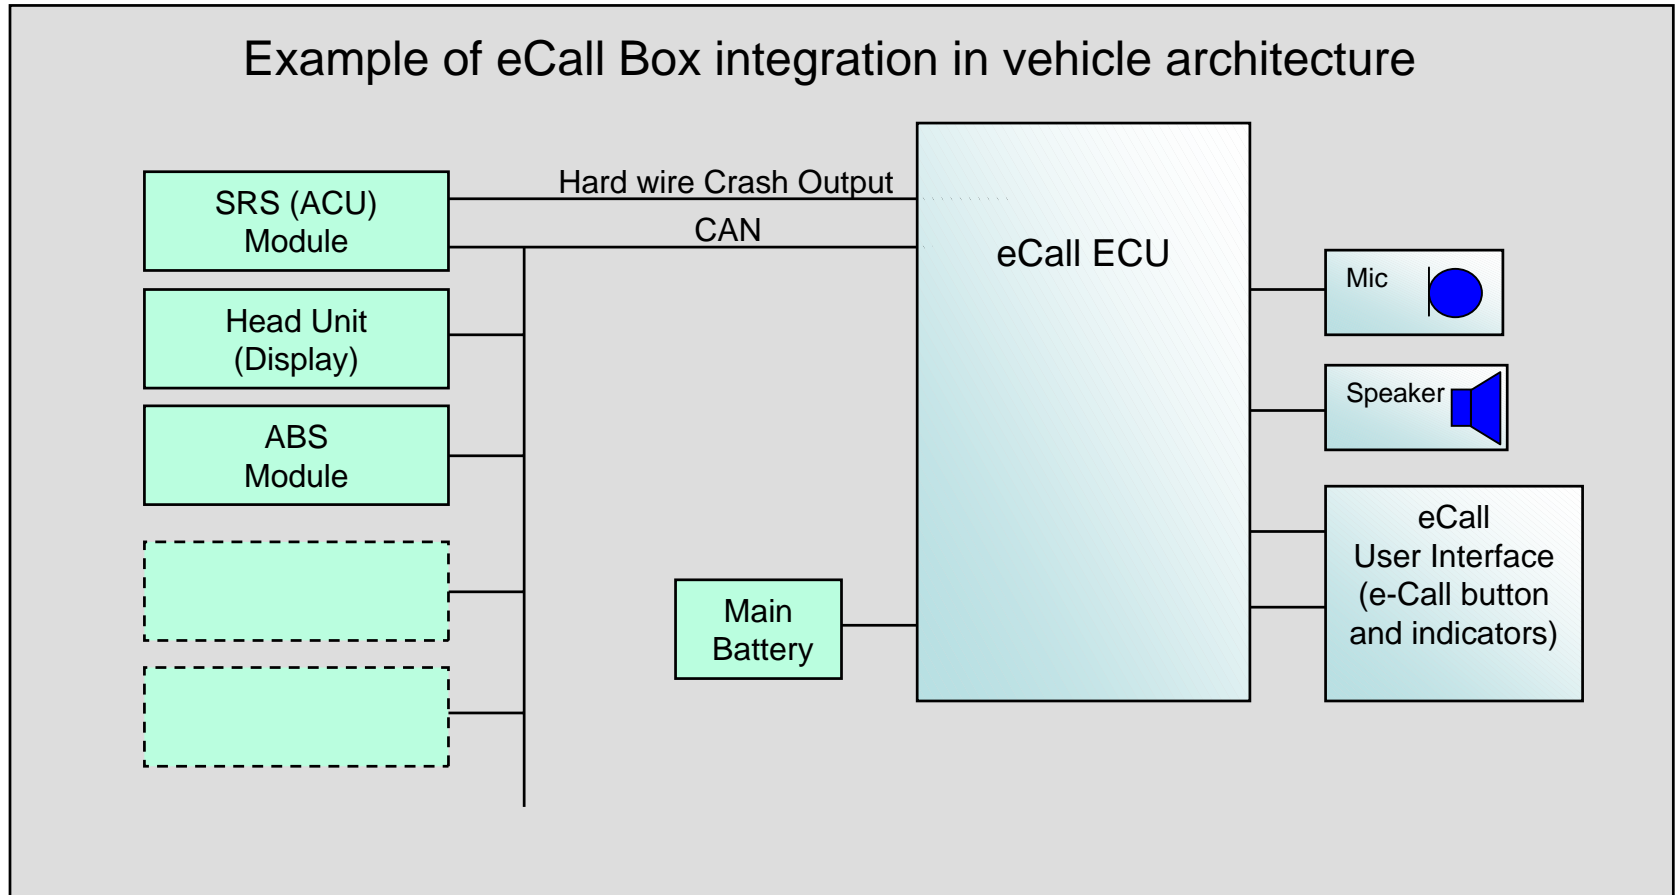 Example of eCall Box integration in vehicle architecture
SRS (ACU)
Module
Hard wire Crash Output
CAN
eCall ECU
Head Unit
(Display)
ABS
Module
Main
Battery
Mic
Speaker
eCall
User Interface
(e-Call button
and indicators)